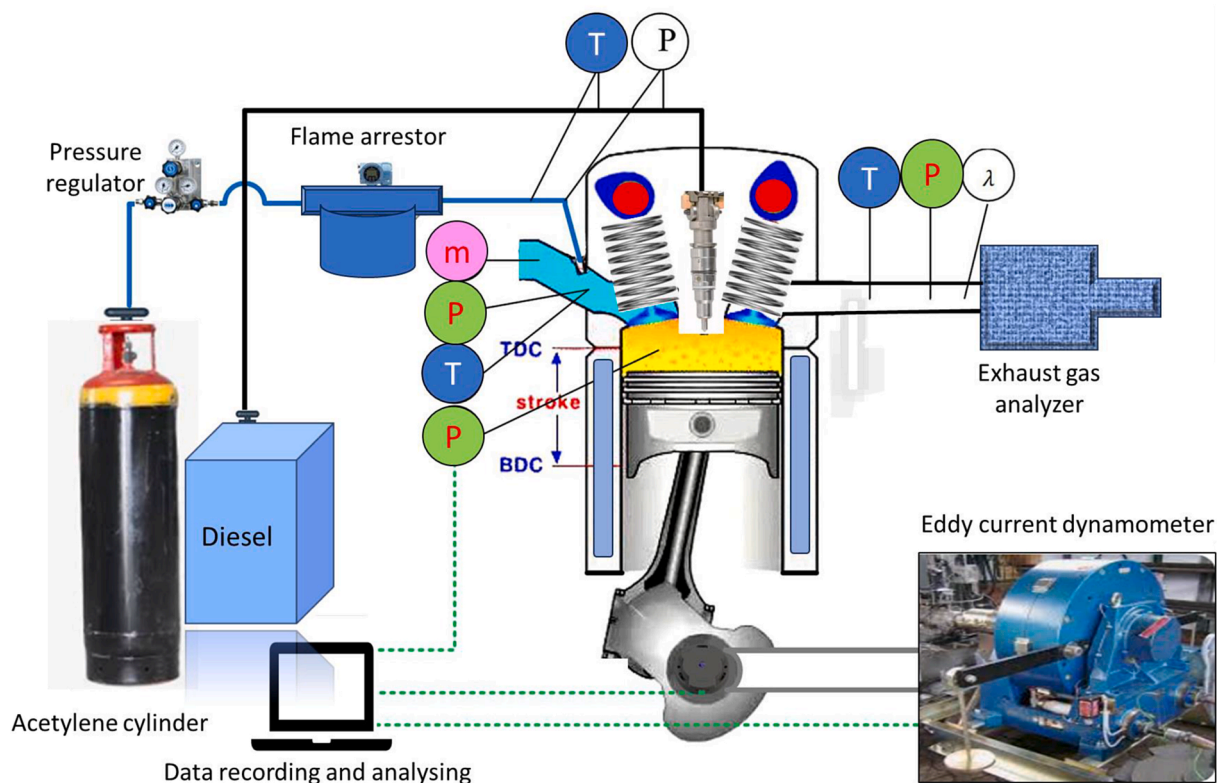 T
P
Pressure
regulator
Flame arrestor
T
P
λ
m
P
T
P
TDC
stroke
BDC
Exhaust gas
analyzer
Diesel
Eddy current dynamometer
Acetylene cylinder
Data recording and analysing